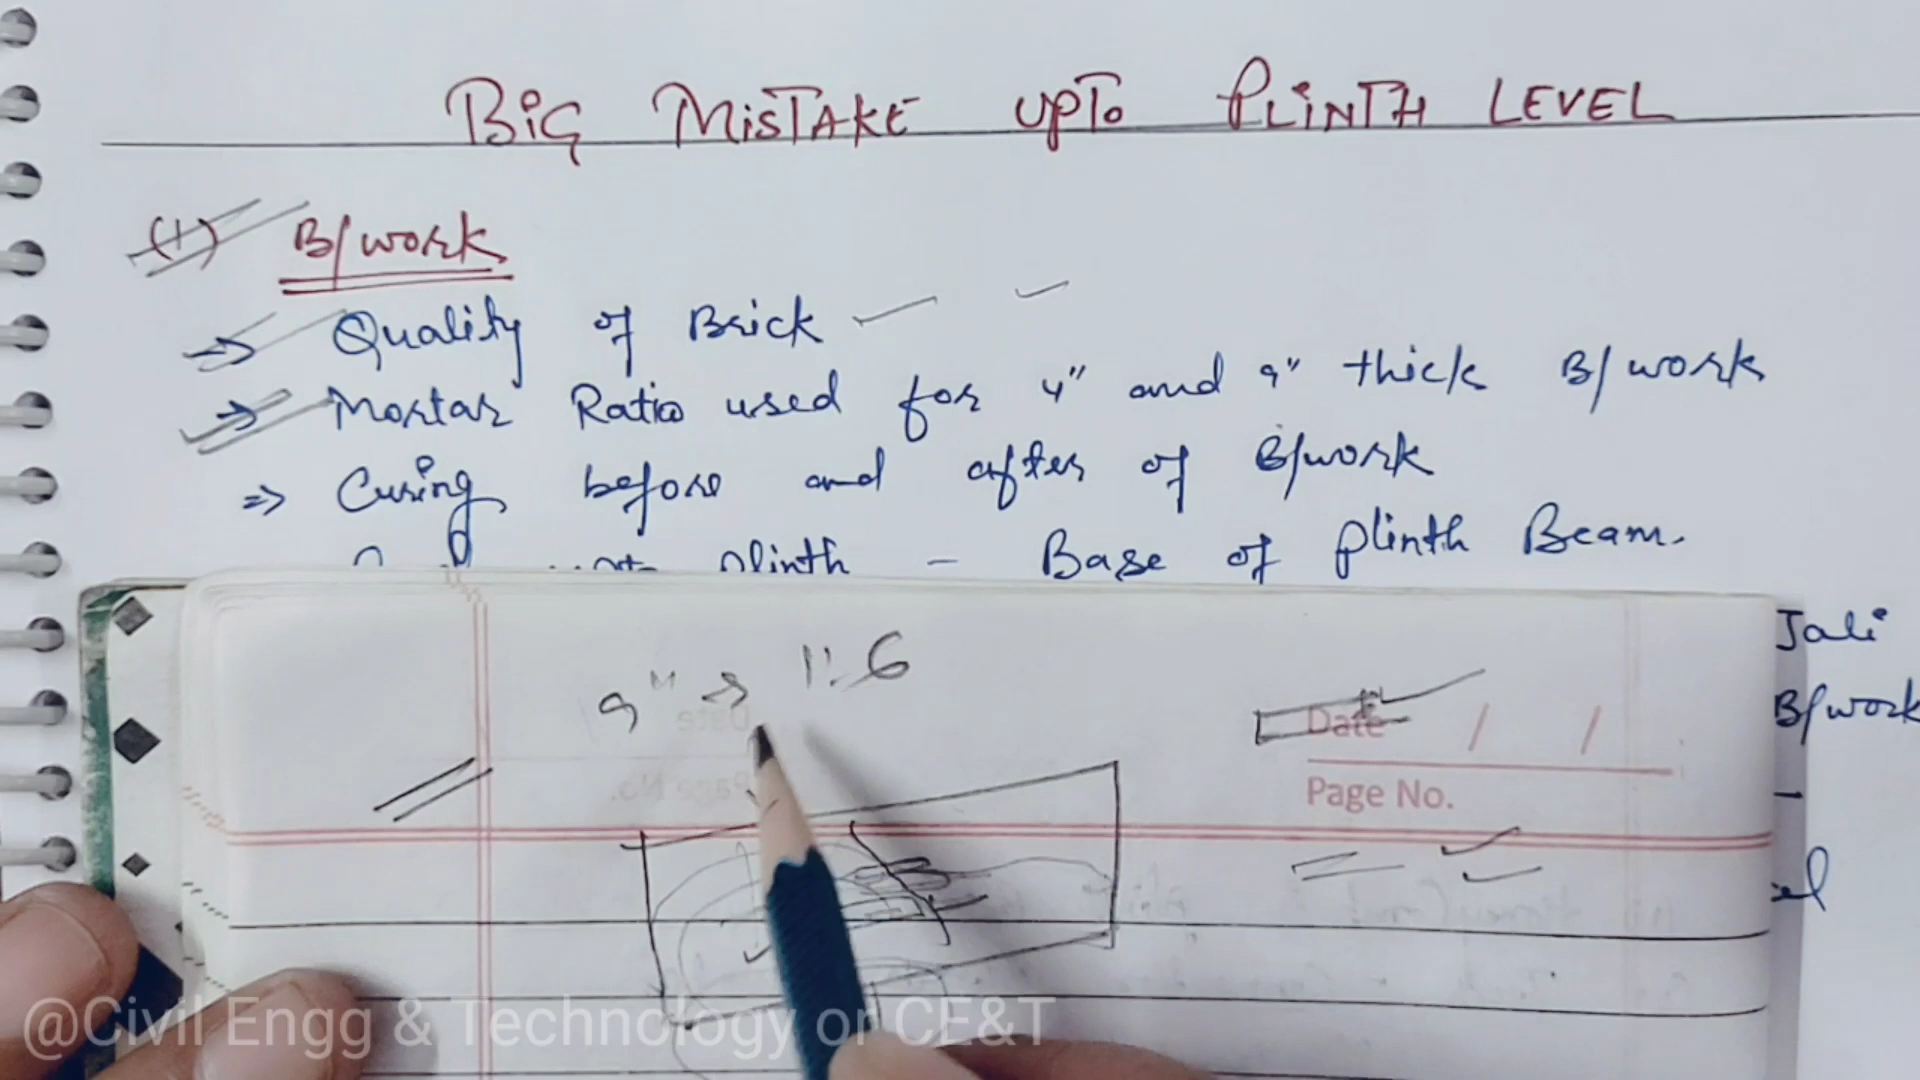 BIG MISTAKE UPTO PLINTH LEVEL
(1) B/work
→ Quality of Brick
→ Mortar Ratio used for 4" and 9" thick B/work
⇒ Curing before and after of B/work
plinth - Base of plinth Beam.
Jali
9" → 1:6
B/work
Date / /
Page No.
@Civil Engg & Technology or CE&T